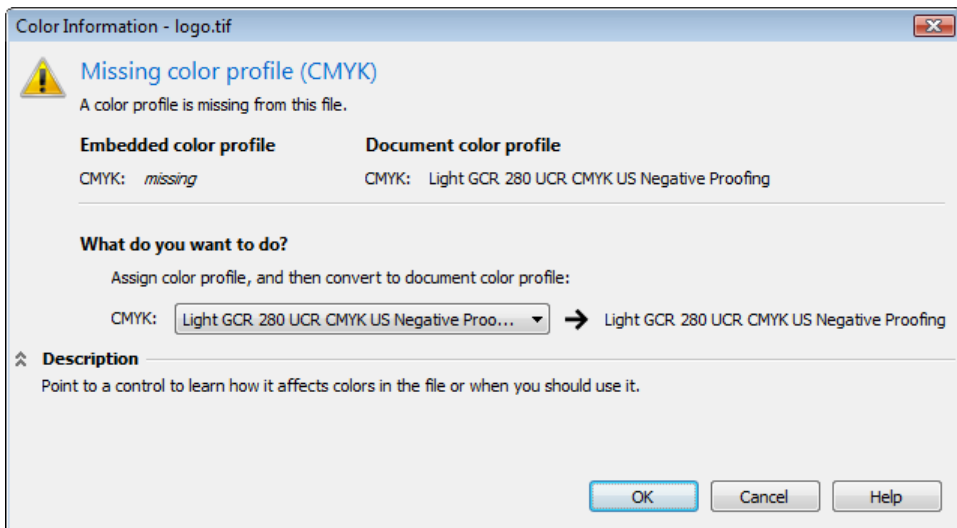 Color Information - logo.tif
Missing color profile (CMYK)
A color profile is missing from this file.
Embedded color profile Document color profile
CMYK: missing CMYK: Light GCR 280 UCR CMYK US Negative Proofing
What do you want to do?
Assign color profile, and then convert to document color profile:
CMYK: Light GCR 280 UCR CMYK US Negative Proo... Light GCR 280 UCR CMYK US Negative Proofing
Description
Point to a control to learn how it affects colors in the file or when you should use it.
OK Cancel Help